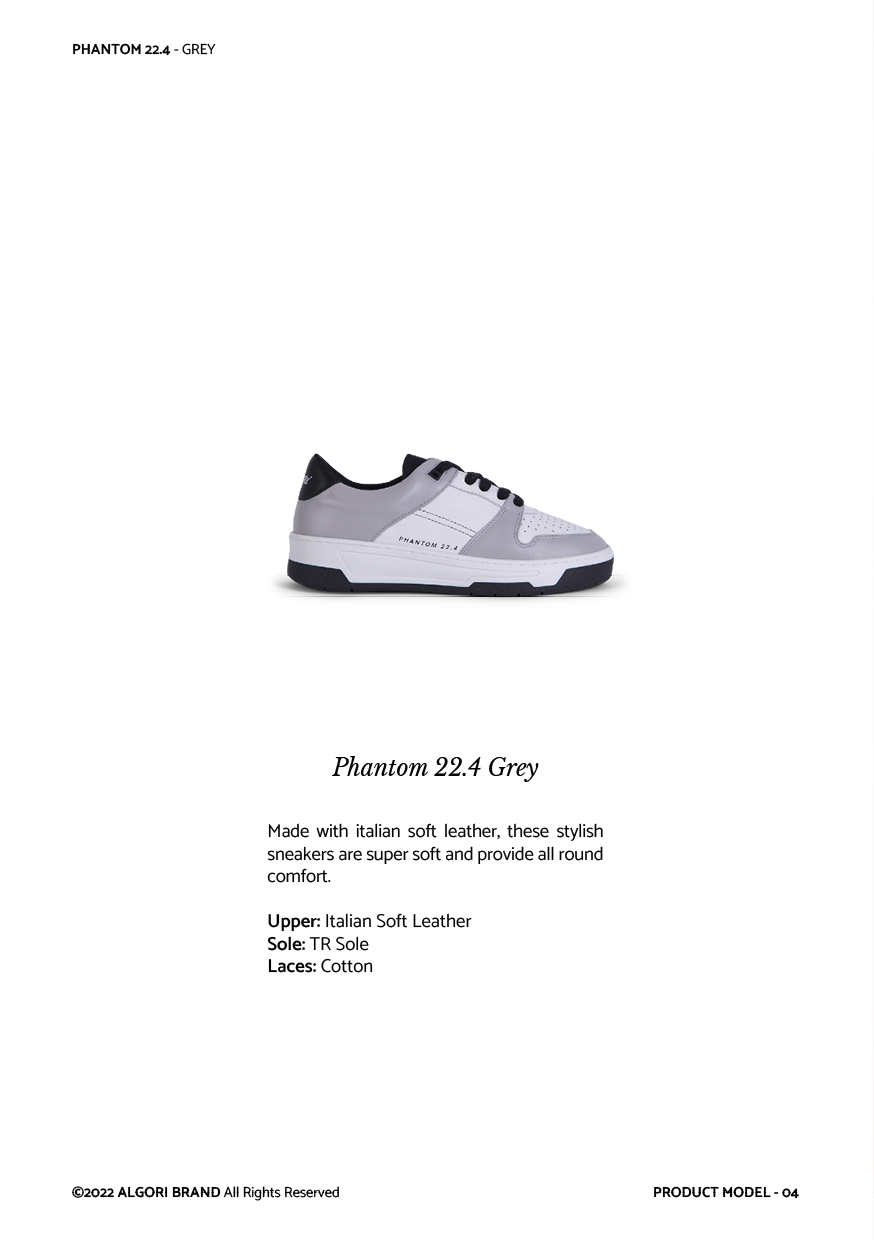 PHANTOM 22.4 - GREY
PHANTOM 22.4
Phantom 22.4 Grey
Made with italian soft leather, these stylish
sneakers are super soft and provide all round
comfort.
Upper: Italian Soft Leather
Sole: TR Sole
Laces: Cotton
©2022 ALGORI BRAND All Rights Reserved
PRODUCT MODEL - 04